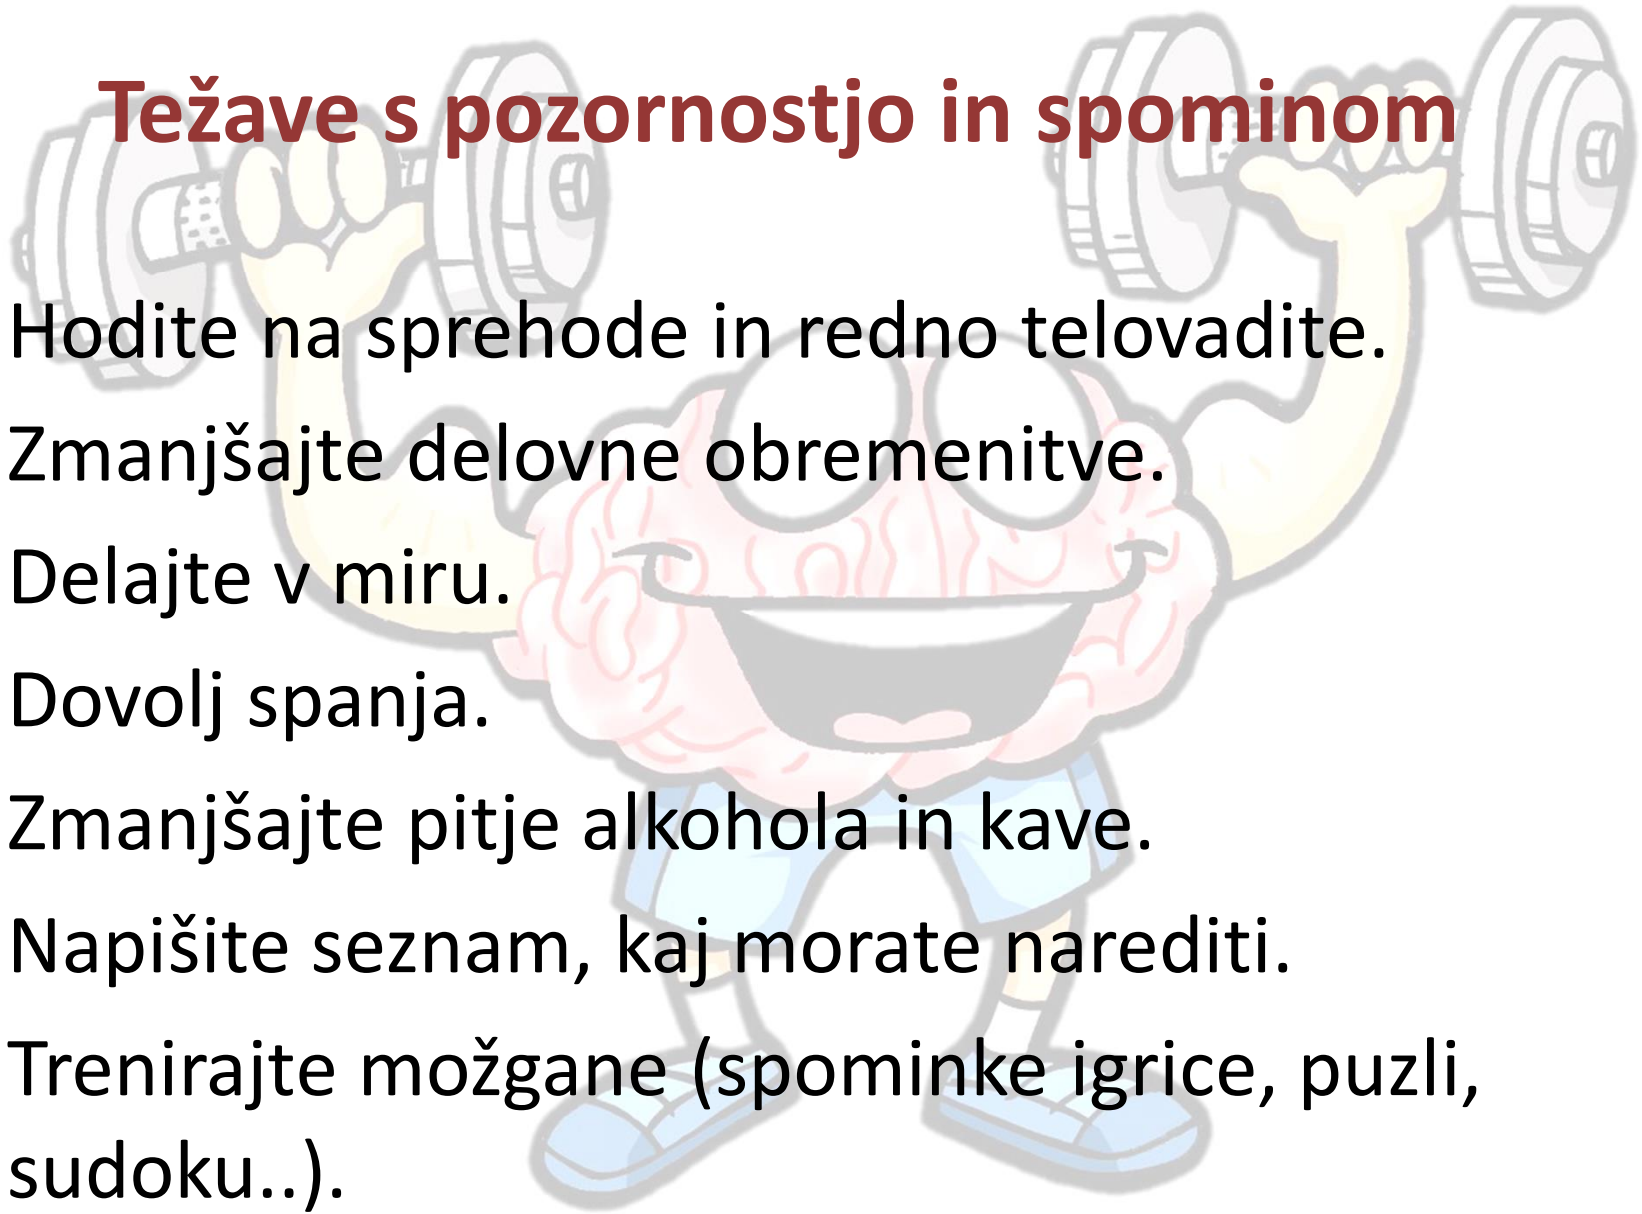 Težave s pozornostjo in spominom
Hodite na sprehode in redno telovadite.
Zmanjšajte delovne obremenitve.
Delajte v miru.
Dovolj spanja.
Zmanjšajte pitje alkohola in kave.
Napišite seznam, kaj morate narediti.
Trenirajte možgane (spominke igrice, puzli,
sudoku..).